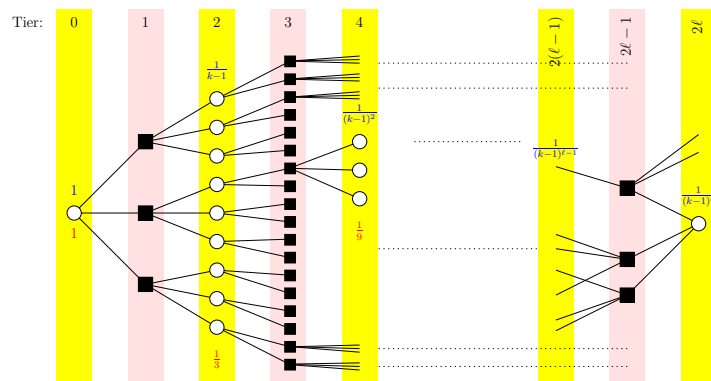 Tier: 0 1 2 3 4 2(ℓ−1) 2ℓ−1 2ℓ
1/(k−1)
1/(k−1)²
1/(k−1)^(ℓ−1)
1
1/(k−1)
1
1/9
1/3